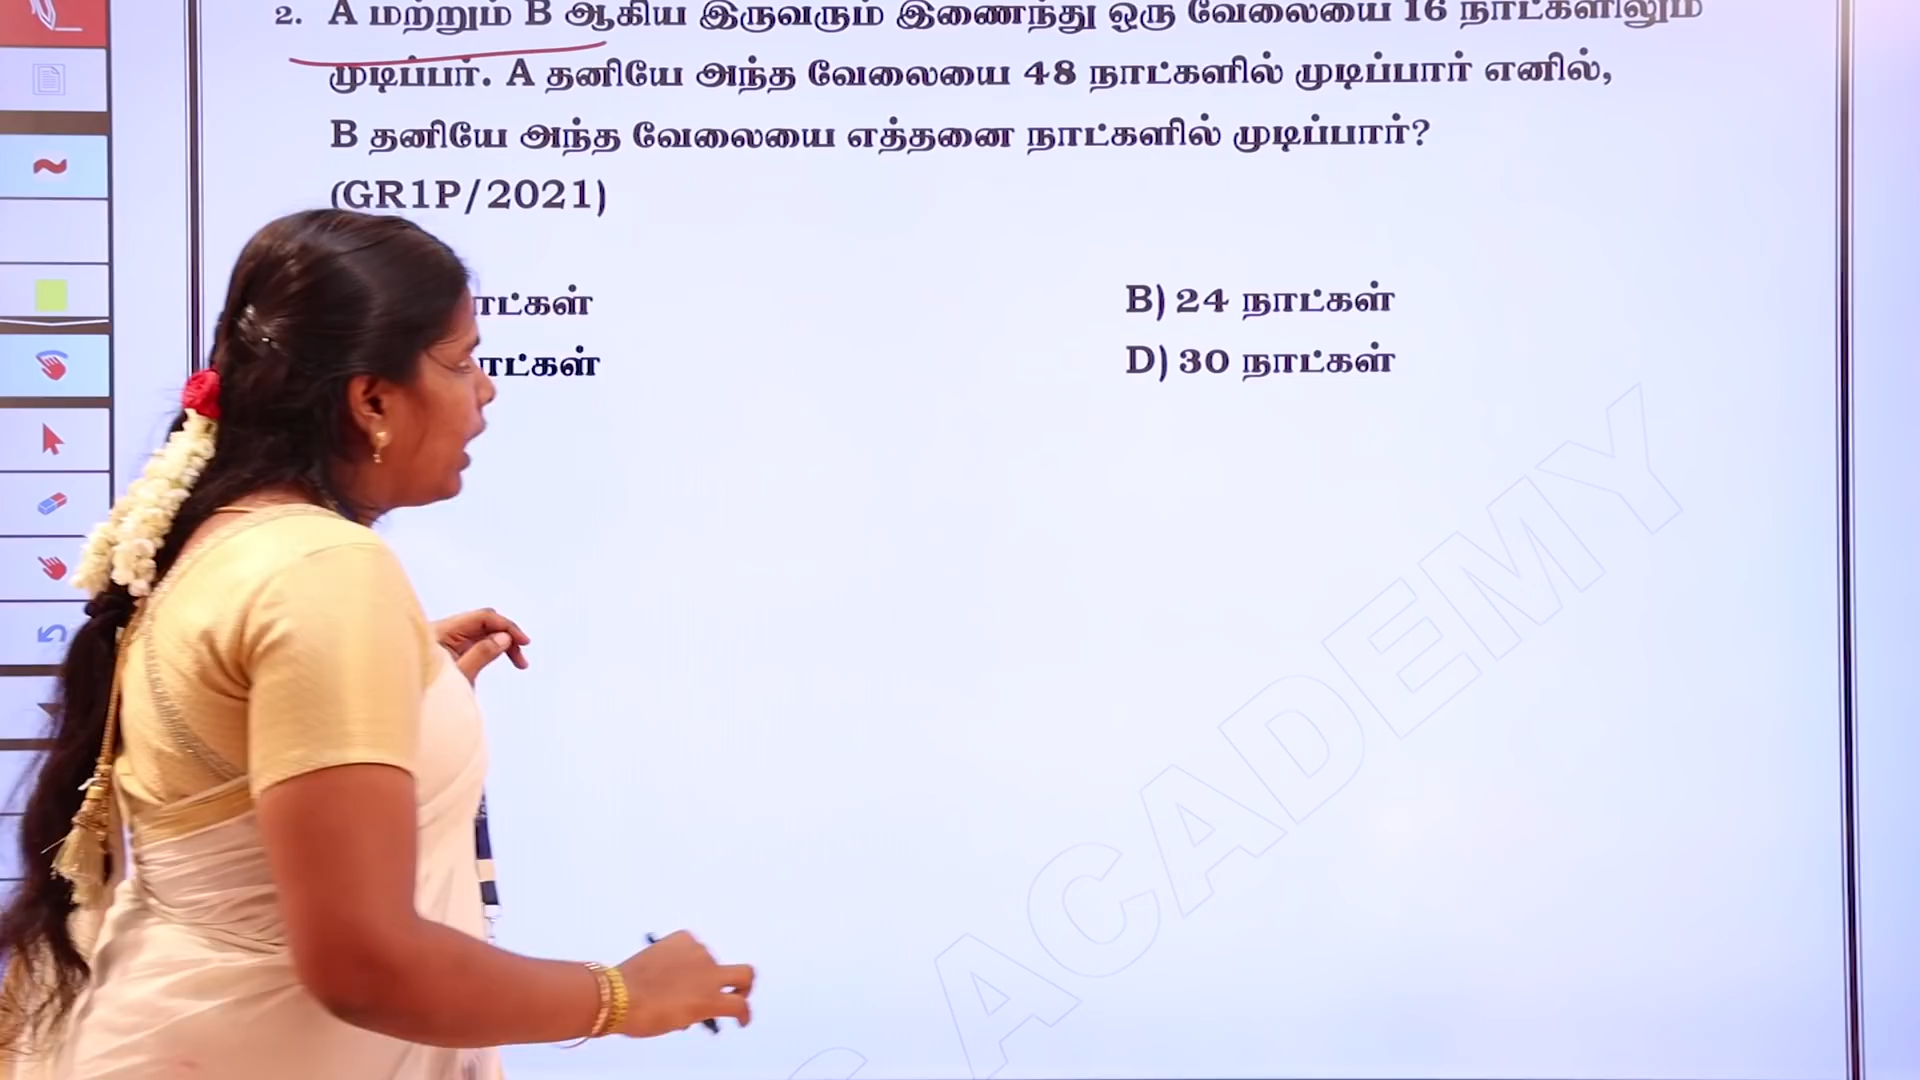 2. A மற்றும் B ஆகிய இருவரும் இணைந்து ஒரு வேலையை 16 நாட்களிலும்
முடிப்பர். A தனியே அந்த வேலையை 48 நாட்களில் முடிப்பார் எனில்,
B தனியே அந்த வேலையை எத்தனை நாட்களில் முடிப்பார்?
(GR1P/2021)
B) 24 நாட்கள்
D) 30 நாட்கள்
ACADEMY